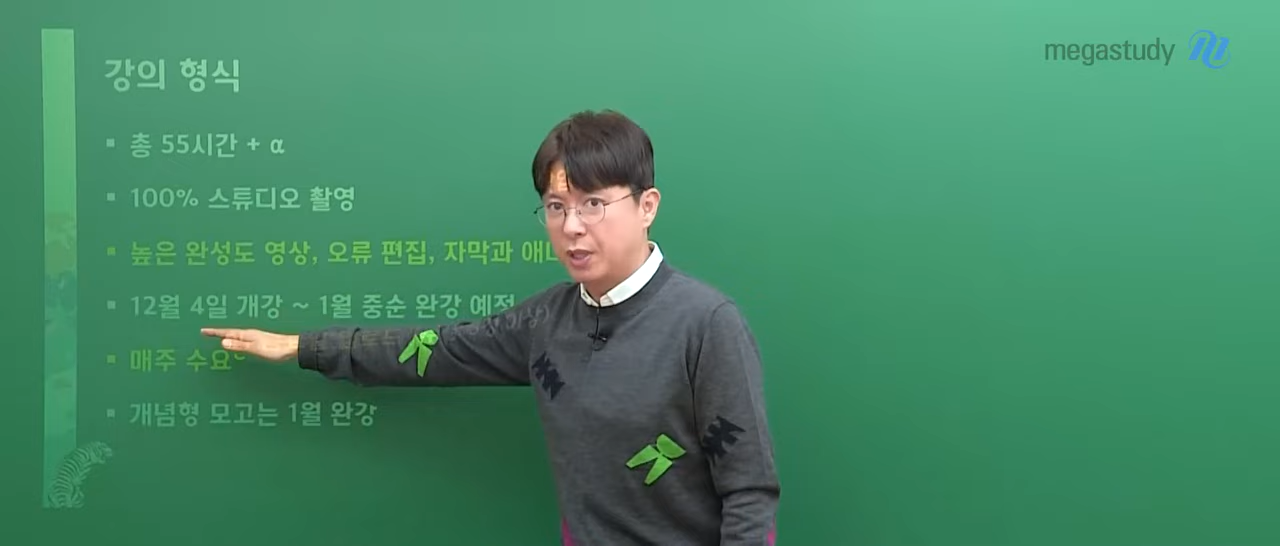 megastudy
강의 형식
▪ 총 55시간 + α
▪ 100% 스튜디오 촬영
▪ 높은 완성도 영상, 오류 편집, 자막과
▪ 12월 4일 개강 ~ 1월 중순 완강 예정
▪ 매주
▪ 개념형 모고는 1월 완강